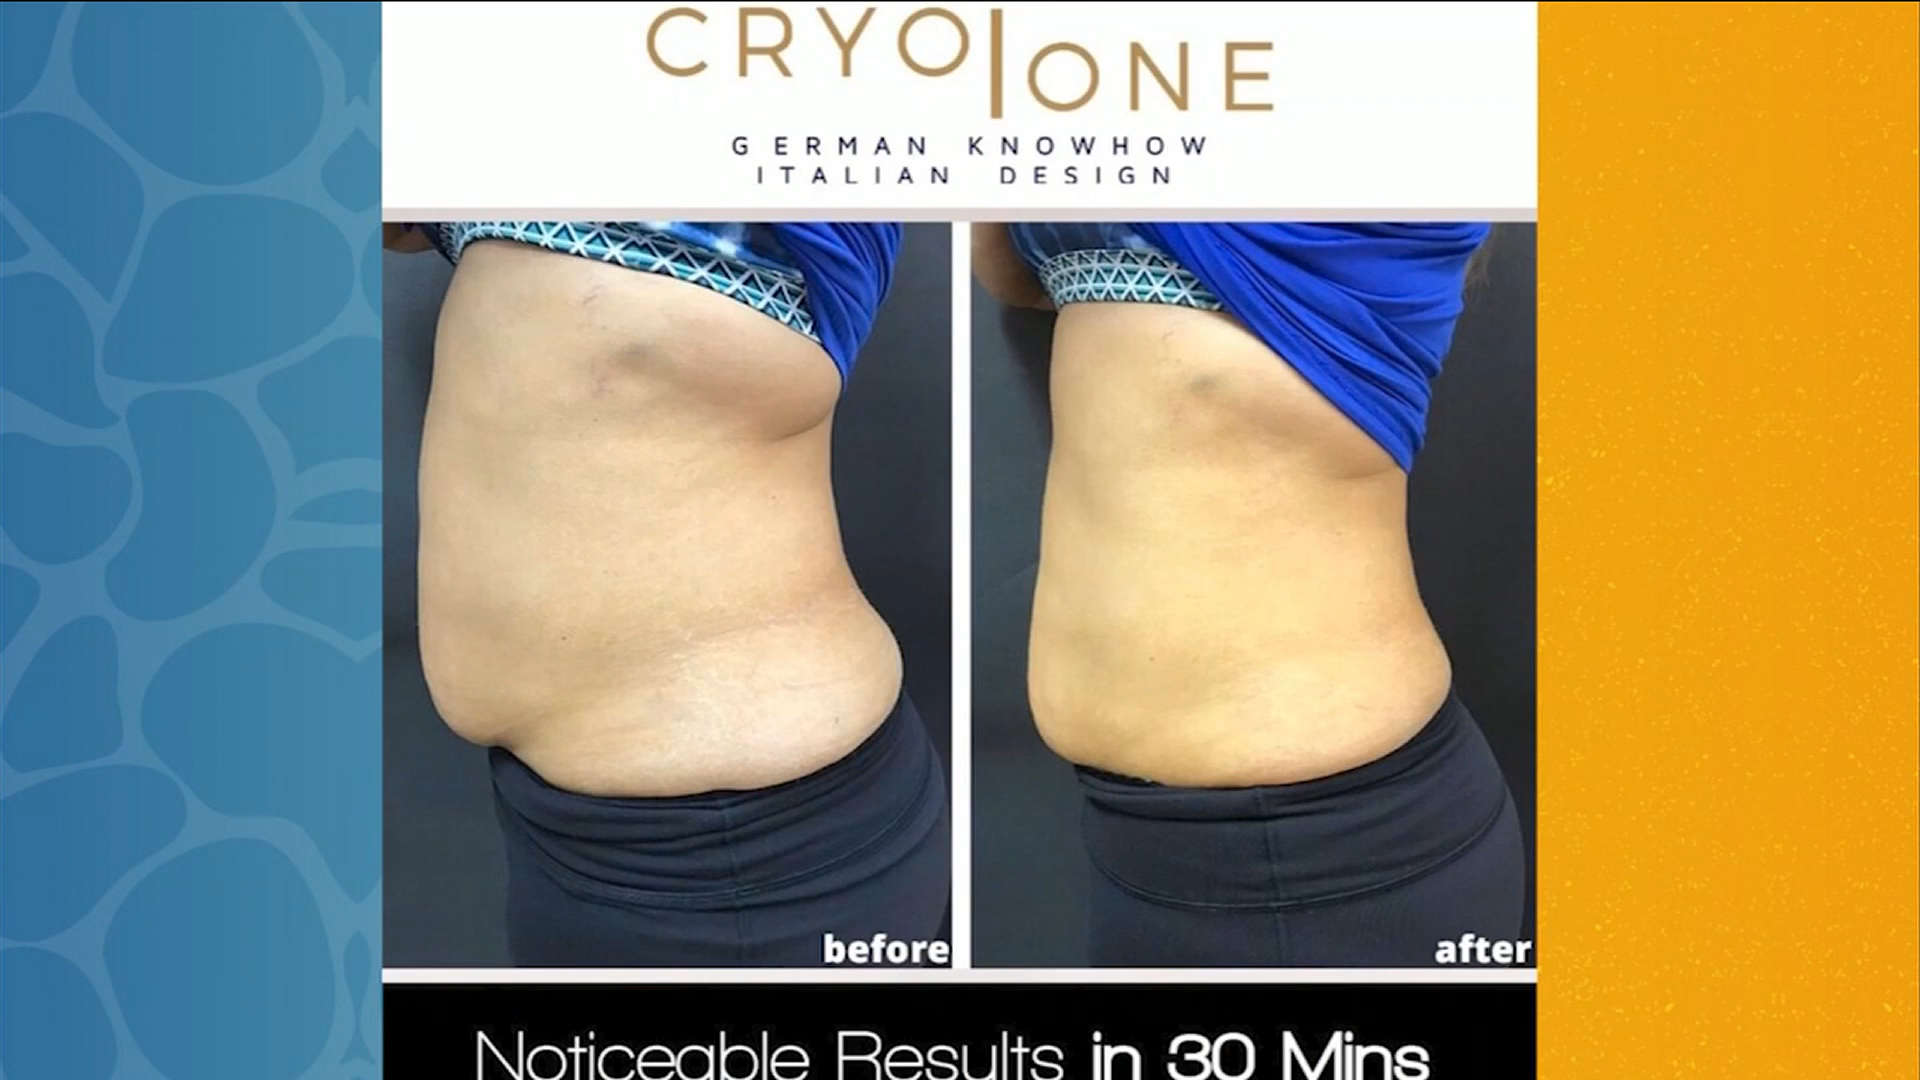 CRYO|ONE
GERMAN KNOWHOW
ITALIAN DESIGN
before
after
Noticeable Results in 30 Mins